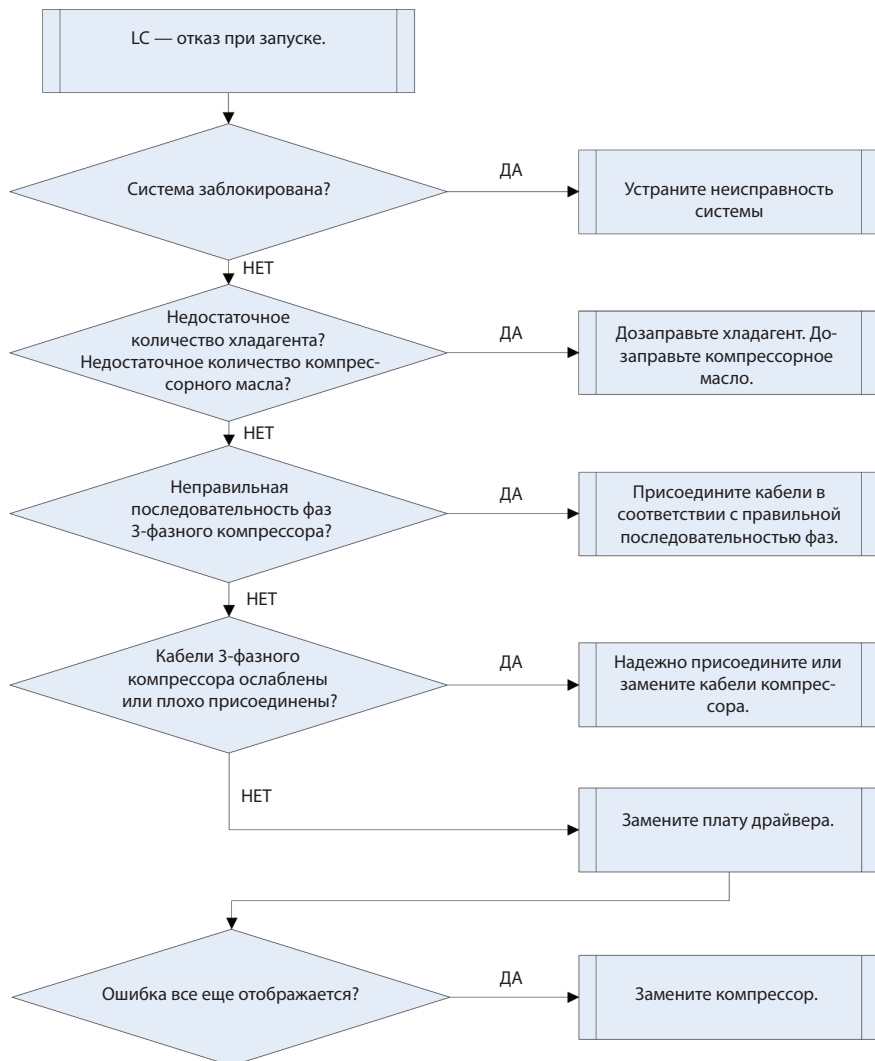 LC — отказ при запуске.
Система заблокирована?
ДА
Устраните неисправность
системы
НЕТ
Недостаточное
количество хладагента?
Недостаточное количество компрес-
сорного масла?
ДА
Дозаправьте хладагент. До-
заправьте компрессорное
масло.
НЕТ
Неправильная
последовательность фаз
3-фазного компрессора?
ДА
Присоедините кабели в
соответствии с правильной
последовательностью фаз.
НЕТ
Кабели 3-фазного
компрессора ослаблены
или плохо присоединены?
ДА
Надежно присоедините или
замените кабели компрес-
сора.
НЕТ
Замените плату драйвера.
Ошибка все еще отображается?
ДА
Замените компрессор.